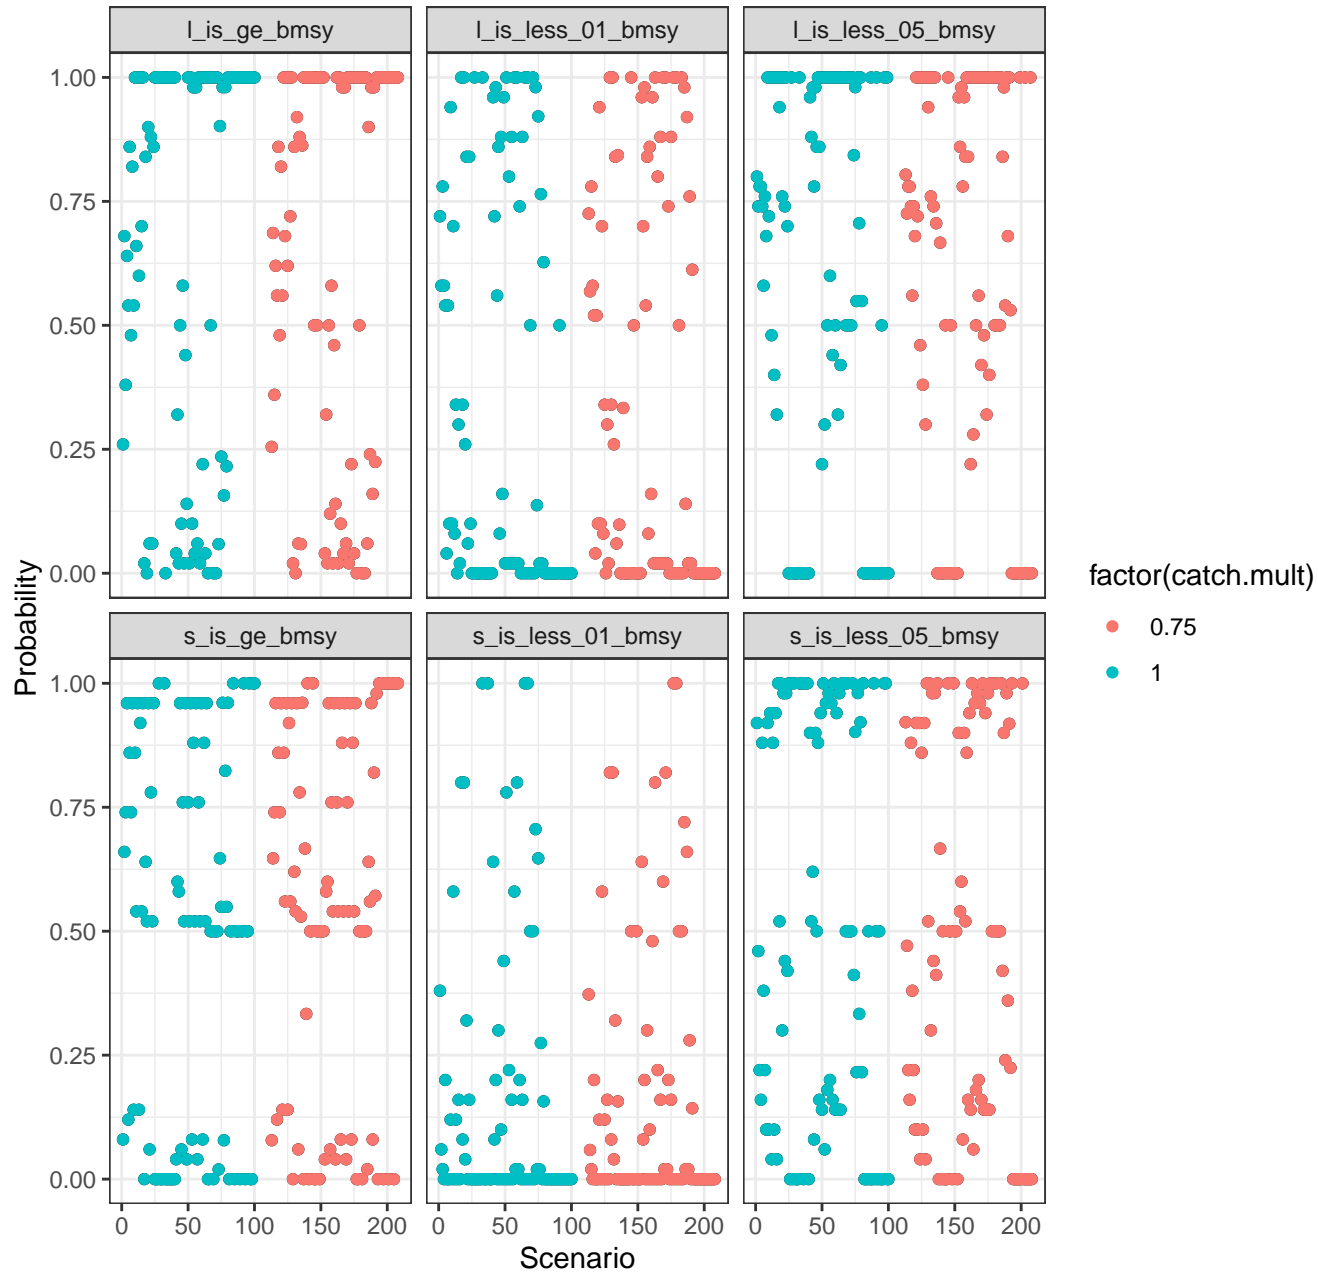 l_is_ge_bmsy
l_is_less_01_bmsy
l_is_less_05_bmsy
1.00
0.75
0.50
0.25
0.00
s_is_ge_bmsy
s_is_less_01_bmsy
s_is_less_05_bmsy
1.00
0.75
0.50
0.25
0.00
0 50 100 150 200
0 50 100 150 200
0 50 100 150 200
Scenario
Probability
factor(catch.mult)
0.75
1